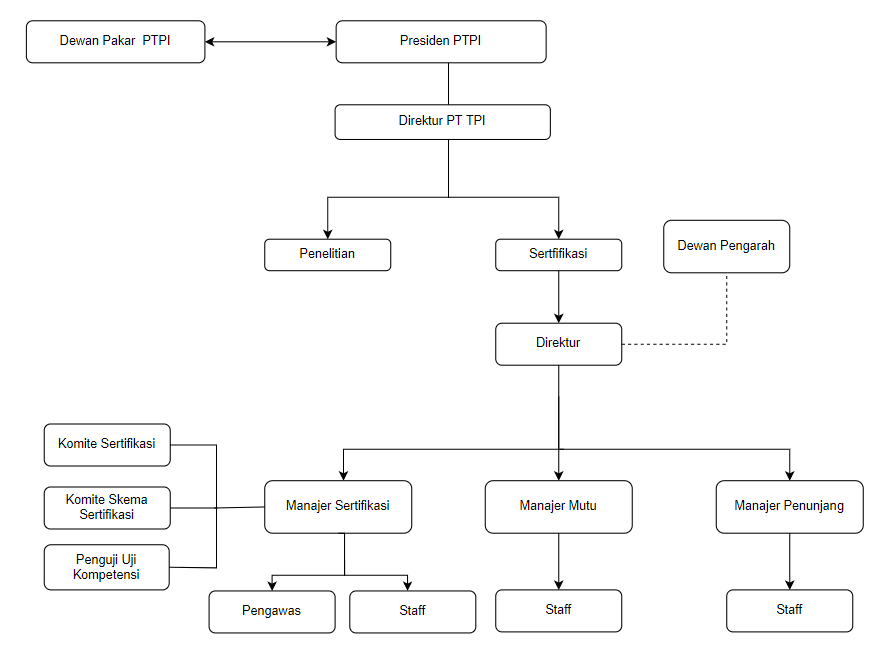 Dewan Pakar PTPI
Presiden PTPI
Direktur PT TPI
Penelitian
Sertfifikasi
Dewan Pengarah
Direktur
Komite Sertifikasi
Komite Skema
Sertifikasi
Penguji Uji
Kompetensi
Manajer Sertifikasi
Manajer Mutu
Manajer Penunjang
Pengawas
Staff
Staff
Staff